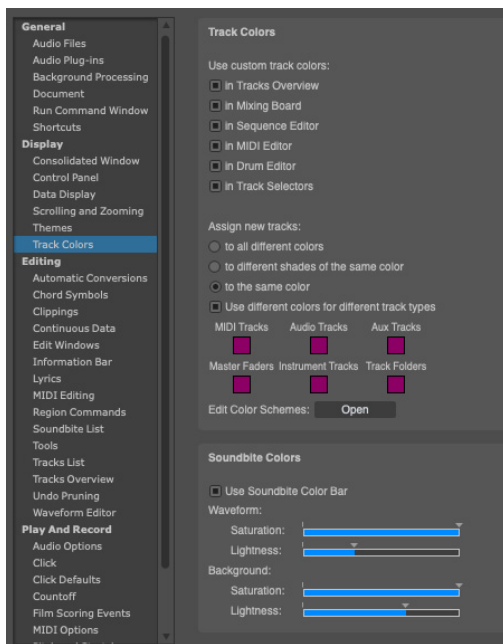 General
Audio Files
Audio Plug-ins
Background Processing
Document
Run Command Window
Shortcuts
Display
Consolidated Window
Control Panel
Data Display
Scrolling and Zooming
Themes
Track Colors
Editing
Automatic Conversions
Chord Symbols
Clippings
Continuous Data
Edit Windows
Information Bar
Lyrics
MIDI Editing
Region Commands
Soundbite List
Tools
Tracks List
Tracks Overview
Undo Pruning
Waveform Editor
Play And Record
Audio Options
Click
Click Defaults
Countoff
Film Scoring Events
MIDI Options
Track Colors
Use custom track colors:
in Tracks Overview
in Mixing Board
in Sequence Editor
in MIDI Editor
in Drum Editor
in Track Selectors
Assign new tracks:
to all different colors
to different shades of the same color
to the same color
Use different colors for different track types
MIDI Tracks Audio Tracks Aux Tracks
Master Faders Instrument Tracks Track Folders
Edit Color Schemes: Open
Soundbite Colors
Use Soundbite Color Bar
Waveform:
Saturation:
Lightness:
Background:
Saturation:
Lightness: